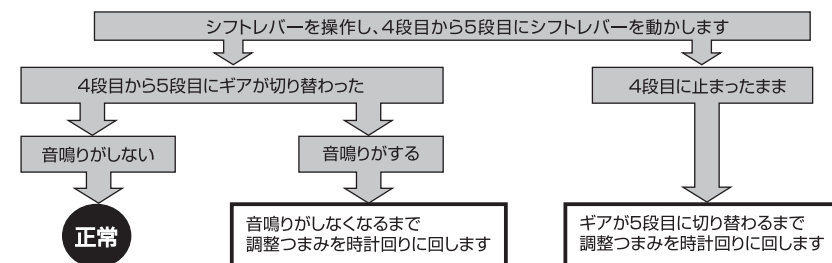 シフトレバーを操作し、4段目から5段目にシフトレバーを動かします
4段目から5段目にギアが切り替わった
4段目に止まったまま
音鳴りがしない
音鳴りがする
正常
音鳴りがしなくなるまで
調整つまみを時計回りに回します
ギアが5段目に切り替わるまで
調整つまみを時計回りに回します